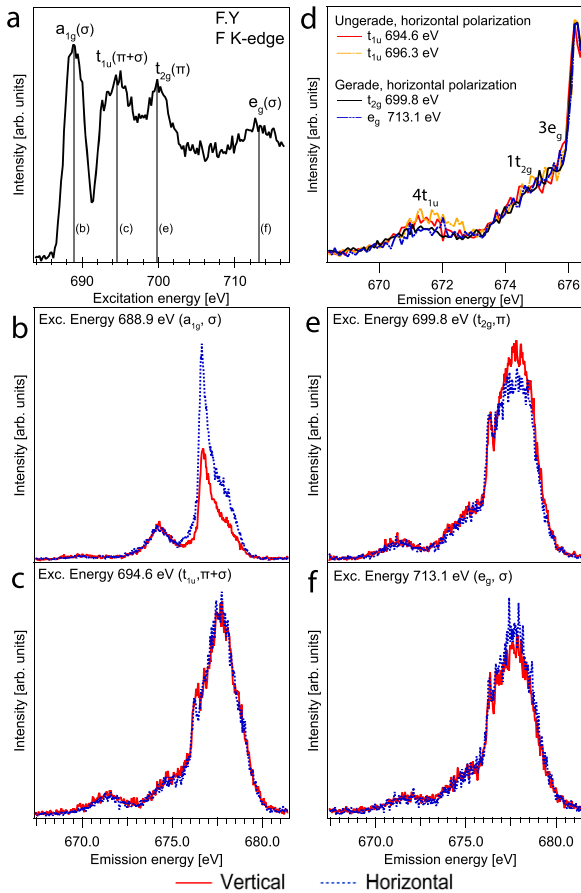 a
F.Y
F K-edge
a1g(σ)
t1u(π+σ)
t2g(π)
eg(σ)
Intensity [arb. units]
(b)
(c)
(e)
(f)
690
700
710
Excitation energy [eV]
d
Ungerade, horizontal polarization
t1u 694.6 eV
t1u 696.3 eV
Gerade, horizontal polarization
t2g 699.8 eV
eg 713.1 eV
3eg
1t2g
4t1u
Intensity [arb. units]
670
672
674
676
Emission energy [eV]
b
Exc. Energy 688.9 eV (a1g, σ)
Intensity [arb. units]
e
Exc. Energy 699.8 eV (t2g,π)
Intensity [arb. units]
c
Exc. Energy 694.6 eV (t1u,π+σ)
Intensity [arb. units]
670.0
675.0
680.0
Emission energy [eV]
f
Exc. Energy 713.1 eV (eg, σ)
Intensity [arb. units]
670.0
675.0
680.0
Emission energy [eV]
Vertical
Horizontal